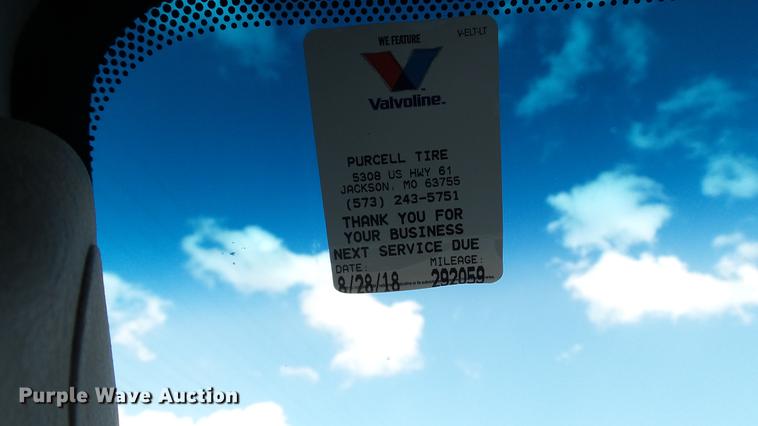 WE FEATURE
V-ELT-LT
Valvoline™
PURCELL TIRE
5308 US HWY 61
JACKSON, MO 63755
(573) 243-5751
THANK YOU FOR
YOUR BUSINESS
NEXT SERVICE DUE
DATE: MILEAGE:
8/28/18 292059
Purple Wave Auction